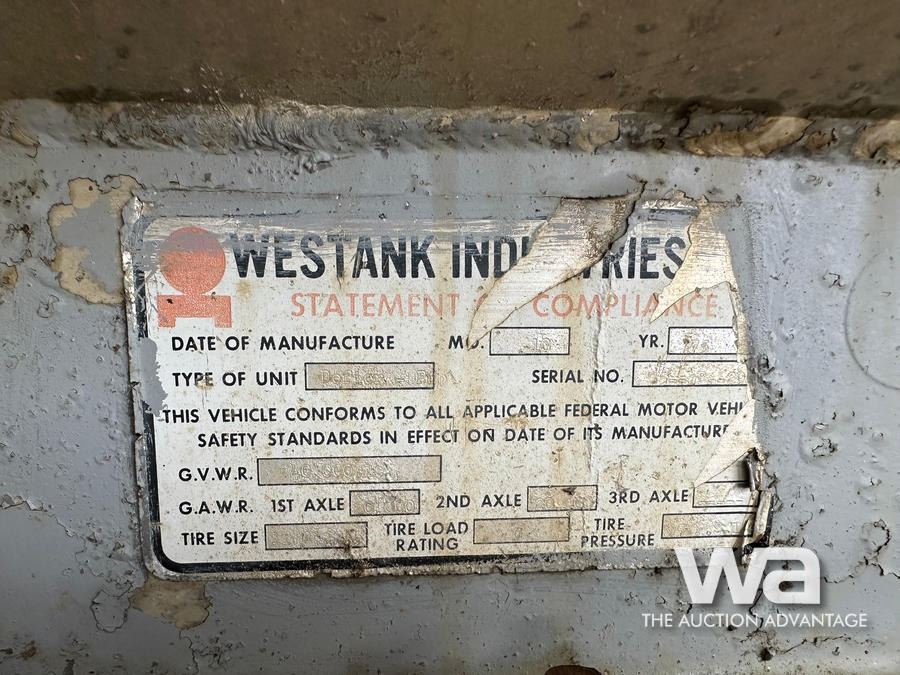 WESTANK INDUSTRIES
STATEMENT COMPLIANCE
DATE OF MANUFACTURE MO. YR.
TYPE OF UNIT SERIAL NO.
THIS VEHICLE CONFORMS TO ALL APPLICABLE FEDERAL MOTOR VEHI
SAFETY STANDARDS IN EFFECT ON DATE OF ITS MANUFACTURE
G.V.W.R.
G.A.W.R. 1ST AXLE 2ND AXLE 3RD AXLE
TIRE SIZE TIRE LOAD RATING TIRE PRESSURE
wa
THE AUCTION ADVANTAGE